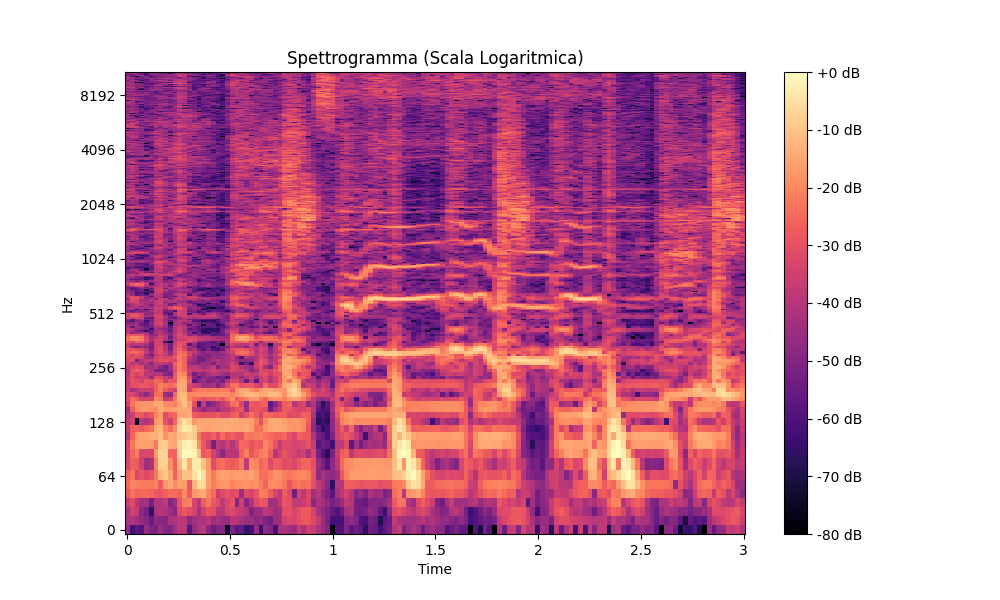 Spettrogramma (Scala Logaritmica)
Hz
8192
4096
2048
1024
512
256
128
64
0
0
0.5
1
1.5
2
2.5
3
Time
+0 dB
-10 dB
-20 dB
-30 dB
-40 dB
-50 dB
-60 dB
-70 dB
-80 dB